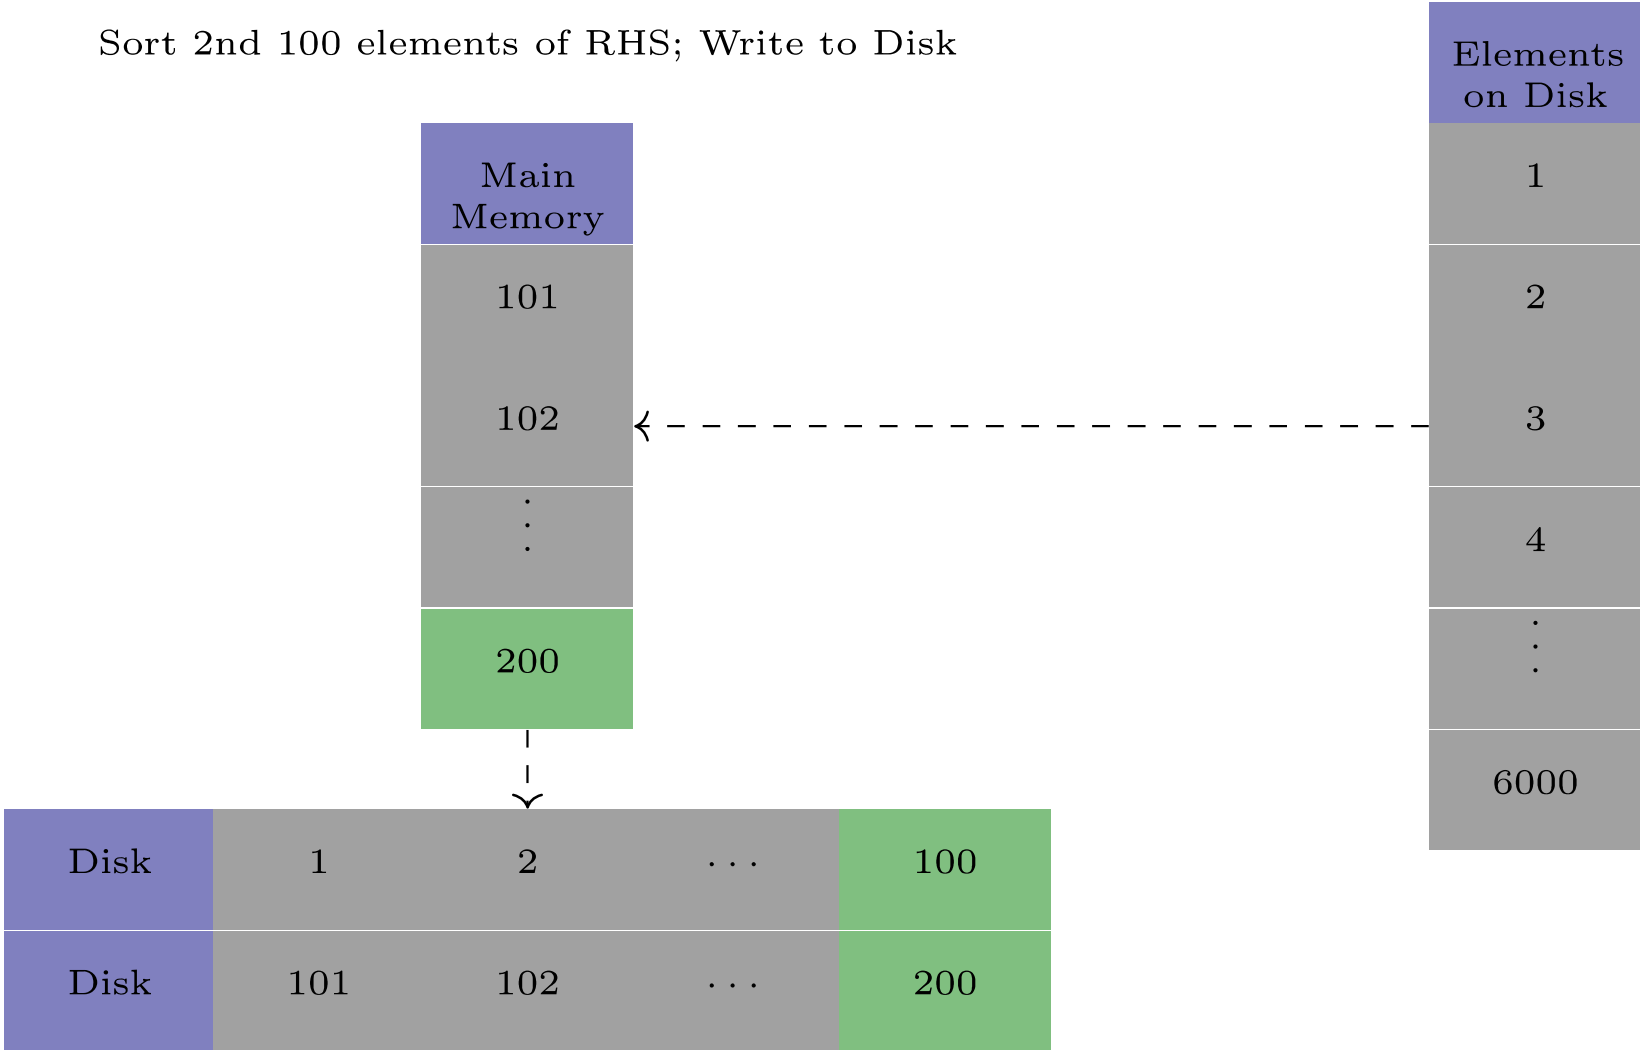 Sort 2nd 100 elements of RHS; Write to Disk
Elements
on Disk
1
2
3
4
⋮
6000
Main
Memory
101
102
⋮
200
Disk 1 2 ··· 100
Disk 101 102 ··· 200